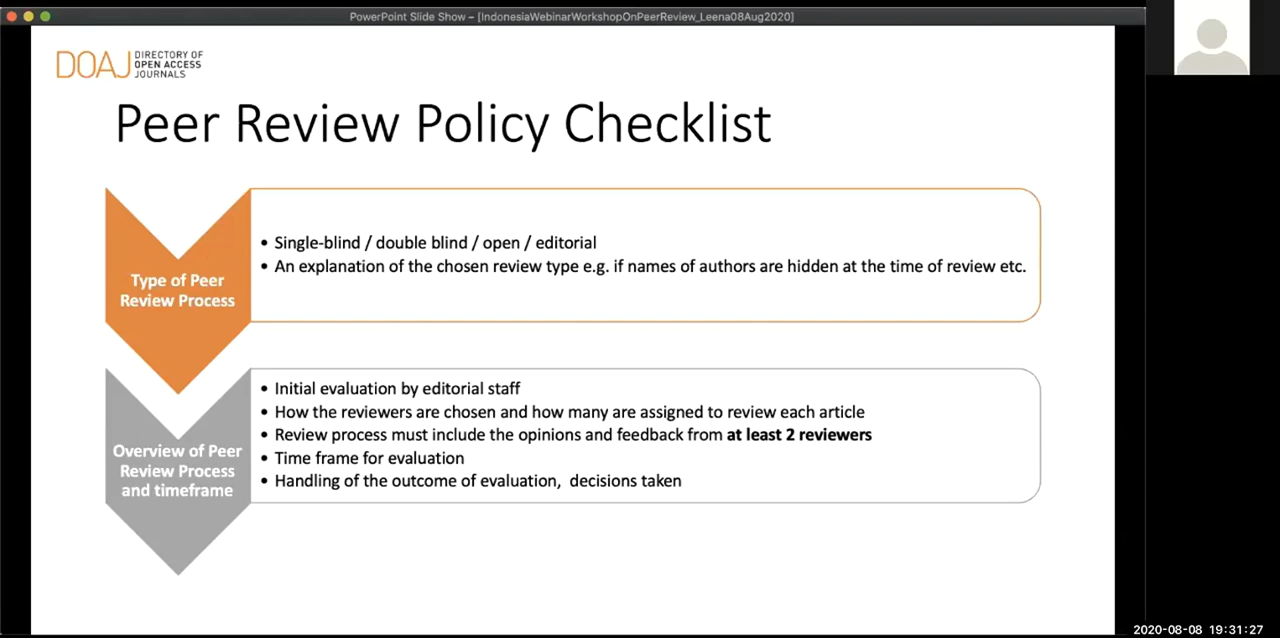 PowerPoint Slide Show – [IndonesiaWebinarWorkshopOnPeerReview_Leena08Aug2020]
DOAJ
DIRECTORY OF
OPEN ACCESS
JOURNALS
Peer Review Policy Checklist
Type of Peer
Review Process
• Single-blind / double blind / open / editorial
• An explanation of the chosen review type e.g. if names of authors are hidden at the time of review etc.
Overview of Peer
Review Process
and timeframe
• Initial evaluation by editorial staff
• How the reviewers are chosen and how many are assigned to review each article
• Review process must include the opinions and feedback from at least 2 reviewers
• Time frame for evaluation
• Handling of the outcome of evaluation,  decisions taken
2020-08-08 19:31:27